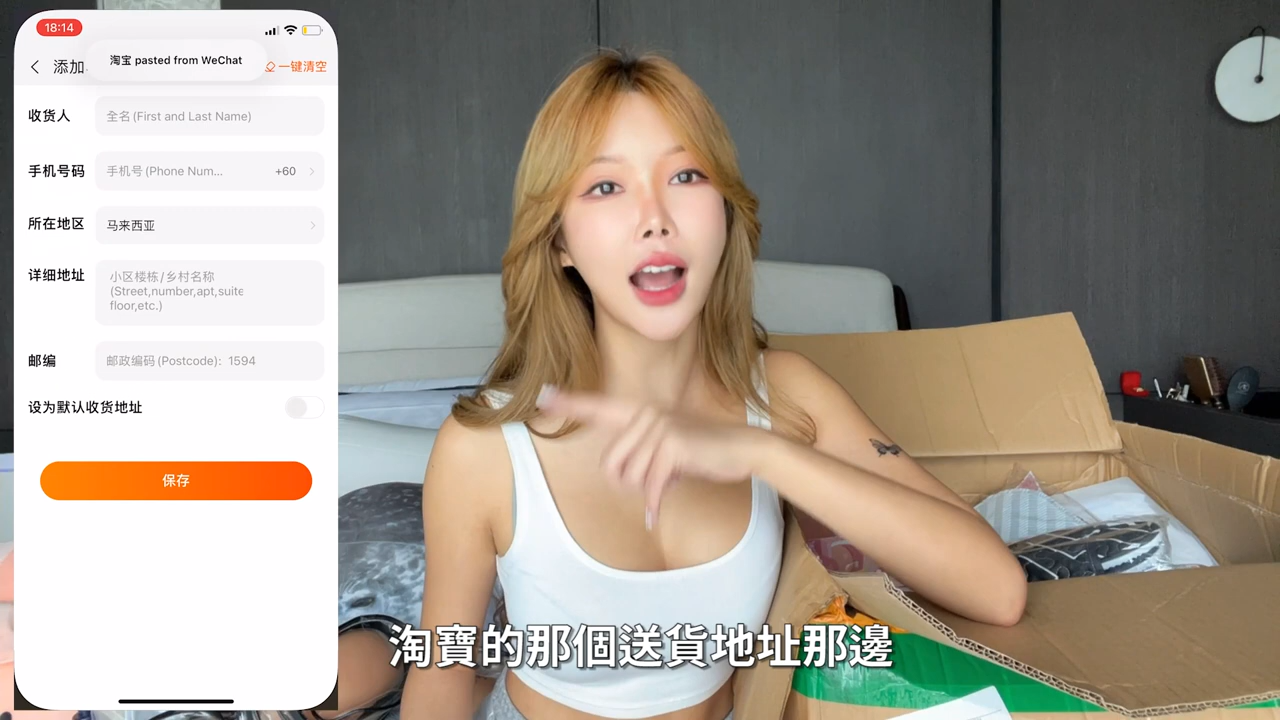 18:14
添加
淘宝 pasted from WeChat
一键清空
收货人
全名(First and Last Name)
手机号码
手机号(Phone Num...
+60
所在地区
马来西亚
详细地址
小区楼栋/乡村名称
(Street,number,apt,suite
floor,etc.)
邮编
邮政编码(Postcode): 1594
设为默认收货地址
保存
淘寶的那個送貨地址那邊